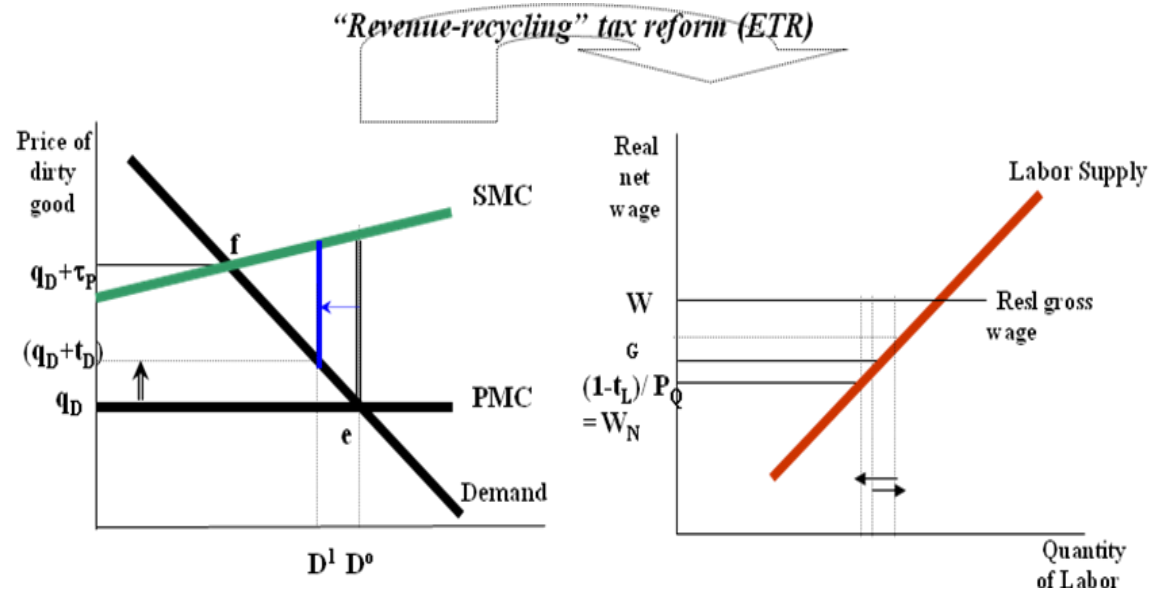 “Revenue-recycling” tax reform (ETR)
Price of
dirty
good
SMC
f
qD+τP
(qD+tD)
qD
PMC
e
Demand
D1 Do
Real
net
wage
Labor Supply
W
Resl gross
wage
G
(1-tL)/ PQ
= WN
Quantity
of Labor